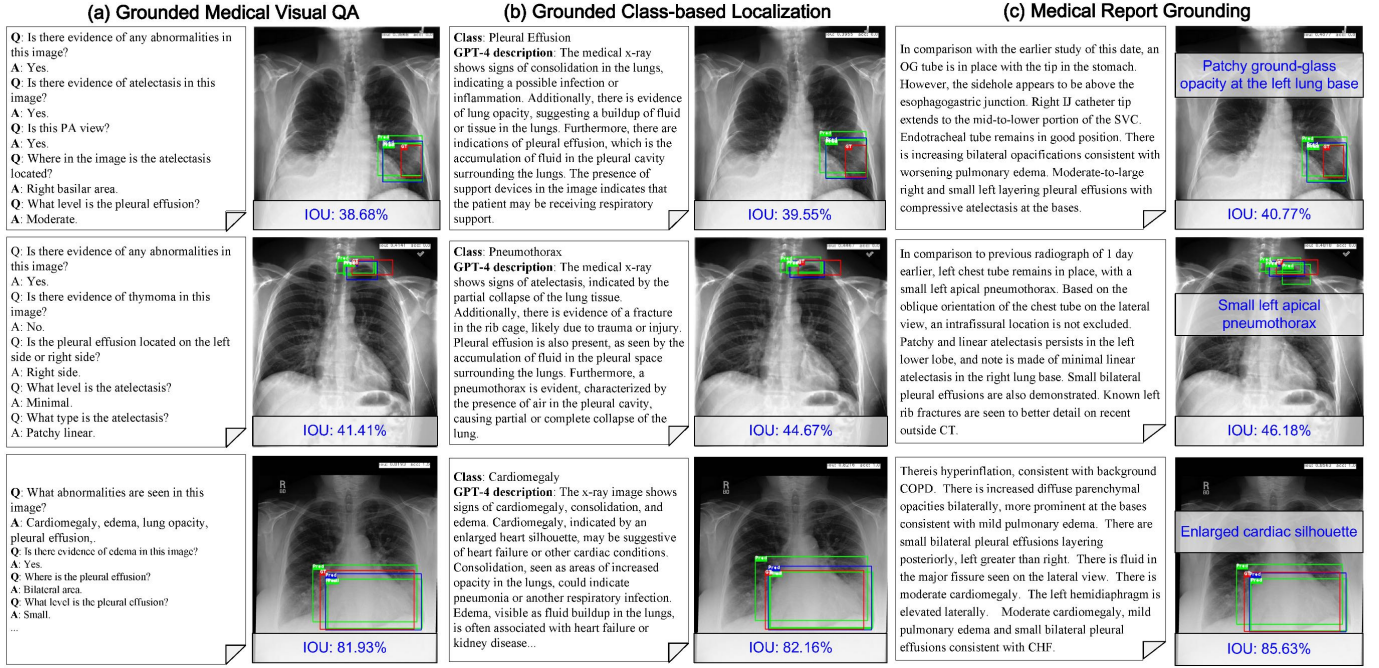 (a) Grounded Medical Visual QA
(b) Grounded Class-based Localization
(c) Medical Report Grounding
Q: Is there evidence of any abnormalities in
this image?
A: Yes.
Q: Is there evidence of atelectasis in this
image?
A: Yes.
Q: Is this PA view?
A: Yes.
Q: Where in the image is the atelectasis
located?
A: Right basilar area.
Q: What level is the pleural effusion?
A: Moderate.
Pred
GT
IOU: 38.68%
Class: Pleural Effusion
GPT-4 description: The medical x-ray
shows signs of consolidation in the lungs,
indicating a possible infection or
inflammation. Additionally, there is evidence
of lung opacity, suggesting a buildup of fluid
or tissue in the lungs. Furthermore, there are
indications of pleural effusion, which is the
accumulation of fluid in the pleural cavity
surrounding the lungs. The presence of
support devices in the image indicates that
the patient may be receiving respiratory
support.
Pred
GT
IOU: 39.55%
In comparison with the earlier study of this date, an
OG tube is in place with the tip in the stomach.
However, the sidehole appears to be above the
esophagogastric junction. Right IJ catheter tip
extends to the mid-to-lower portion of the SVC.
Endotracheal tube remains in good position. There
is increasing bilateral opacifications consistent with
worsening pulmonary edema. Moderate-to-large
right and small left layering pleural effusions with
compressive atelectasis at the bases.
Patchy ground-glass
opacity at the left lung base
Pred
GT
IOU: 40.77%
Q: Is there evidence of any abnormalities in
this image?
A: Yes.
Q: Is there evidence of thymoma in this
image?
A: No.
Q: Is the pleural effusion located on the left
side or right side?
A: Right side.
Q: What level is the atelectasis?
A: Minimal.
Q: What type is the atelectasis?
A: Patchy linear.
IOU: 41.41%
Class: Pneumothorax
GPT-4 description: The medical x-ray
shows signs of atelectasis, indicated by the
partial collapse of the lung tissue.
Additionally, there is evidence of a fracture
in the rib cage, likely due to trauma or injury.
Pleural effusion is also present, as seen by the
accumulation of fluid in the pleural space
surrounding the lungs. Furthermore, a
pneumothorax is evident, characterized by
the presence of air in the pleural cavity,
causing partial or complete collapse of the
lung.
IOU: 44.67%
In comparison to previous radiograph of 1 day
earlier, left chest tube remains in place, with a
small left apical pneumothorax. Based on the
oblique orientation of the chest tube on the lateral
view, an intrafissural location is not excluded.
Patchy and linear atelectasis persists in the left
lower lobe, and note is made of minimal linear
atelectasis in the right lung base. Small bilateral
pleural effusions are also demonstrated. Known left
rib fractures are seen to better detail on recent
outside CT.
Small left apical
pneumothorax
IOU: 46.18%
Q: What abnormalities are seen in this
image?
A: Cardiomegaly, edema, lung opacity,
pleural effusion,.
Q: Is there evidence of edema in this image?
A: Yes.
Q: Where is the pleural effusion?
A: Bilateral area.
Q: What level is the pleural effusion?
A: Small.
...
R
Pred
IOU: 81.93%
Class: Cardiomegaly
GPT-4 description: The x-ray image shows
signs of cardiomegaly, consolidation, and
edema. Cardiomegaly, indicated by an
enlarged heart silhouette, may be suggestive
of heart failure or other cardiac conditions.
Consolidation, seen as areas of increased
opacity in the lungs, could indicate
pneumonia or another respiratory infection.
Edema, visible as fluid buildup in the lungs,
is often associated with heart failure or
kidney disease...
R
Pred
IOU: 82.16%
Thereis hyperinflation, consistent with background
COPD. There is increased diffuse parenchymal
opacities bilaterally, more prominent at the bases
consistent with mild pulmonary edema. There are
small bilateral pleural effusions layering
posteriorly, left greater than right. There is fluid in
the major fissure seen on the lateral view. There is
moderate cardiomegaly. The left hemidiaphragm is
elevated laterally. Moderate cardiomegaly, mild
pulmonary edema and small bilateral pleural
effusions consistent with CHF.
R
Enlarged cardiac silhouette
Pred
IOU: 85.63%